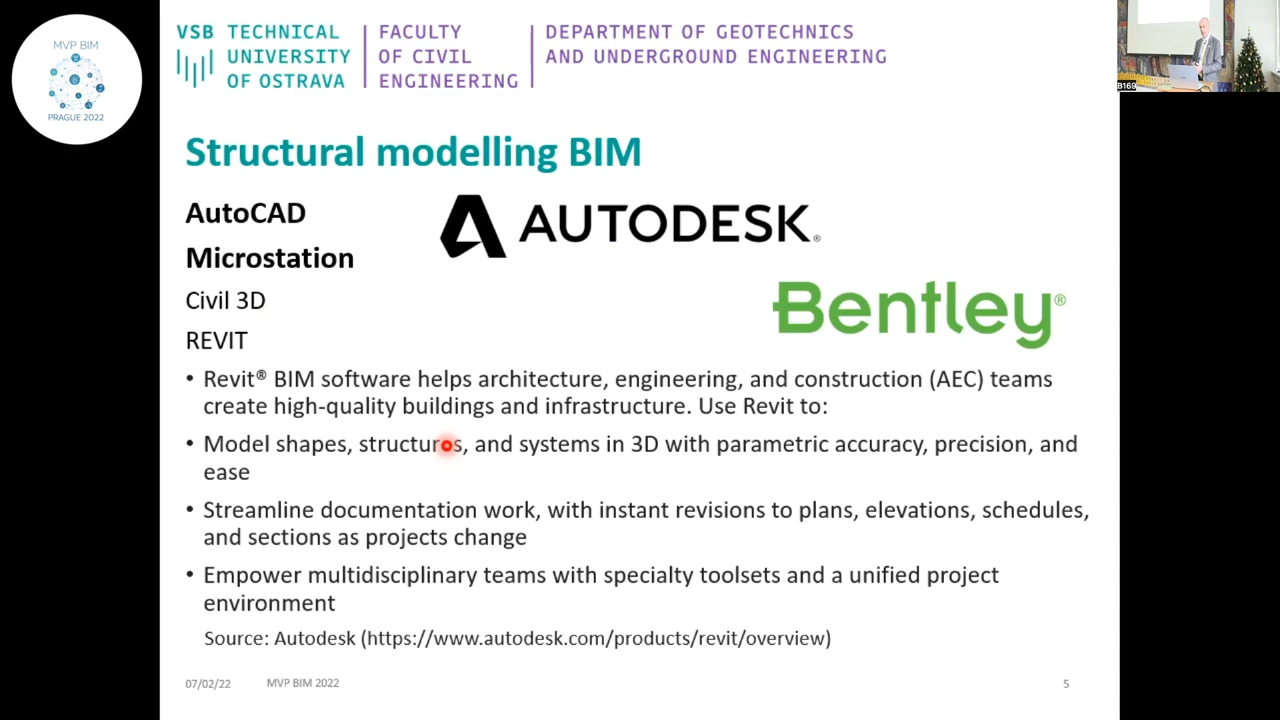 MVP BIM
PRAGUE 2022
VSB TECHNICAL
UNIVERSITY
OF OSTRAVA
FACULTY
OF CIVIL
ENGINEERING
DEPARTMENT OF GEOTECHNICS
AND UNDERGROUND ENGINEERING
B169
Structural modelling BIM
AutoCAD
AUTODESK®
Microstation
Bentley®
Civil 3D
REVIT
• Revit® BIM software helps architecture, engineering, and construction (AEC) teams
create high-quality buildings and infrastructure. Use Revit to:
• Model shapes, structures, and systems in 3D with parametric accuracy, precision, and
ease
• Streamline documentation work, with instant revisions to plans, elevations, schedules,
and sections as projects change
• Empower multidisciplinary teams with specialty toolsets and a unified project
environment
Source: Autodesk (https://www.autodesk.com/products/revit/overview)
07/02/22 MVP BIM 2022 5